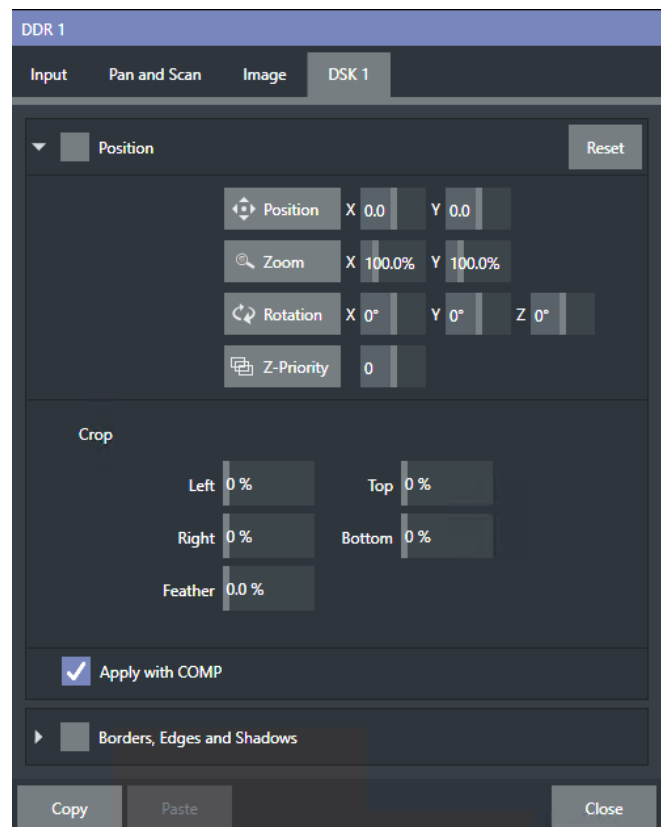 DDR 1
Input Pan and Scan Image DSK 1
Position Reset
Position X 0.0 Y 0.0
Zoom X 100.0% Y 100.0%
Rotation X 0° Y 0° Z 0°
Z-Priority 0
Crop
Left 0 % Top 0 %
Right 0 % Bottom 0 %
Feather 0.0 %
Apply with COMP
Borders, Edges and Shadows
Copy Paste Close